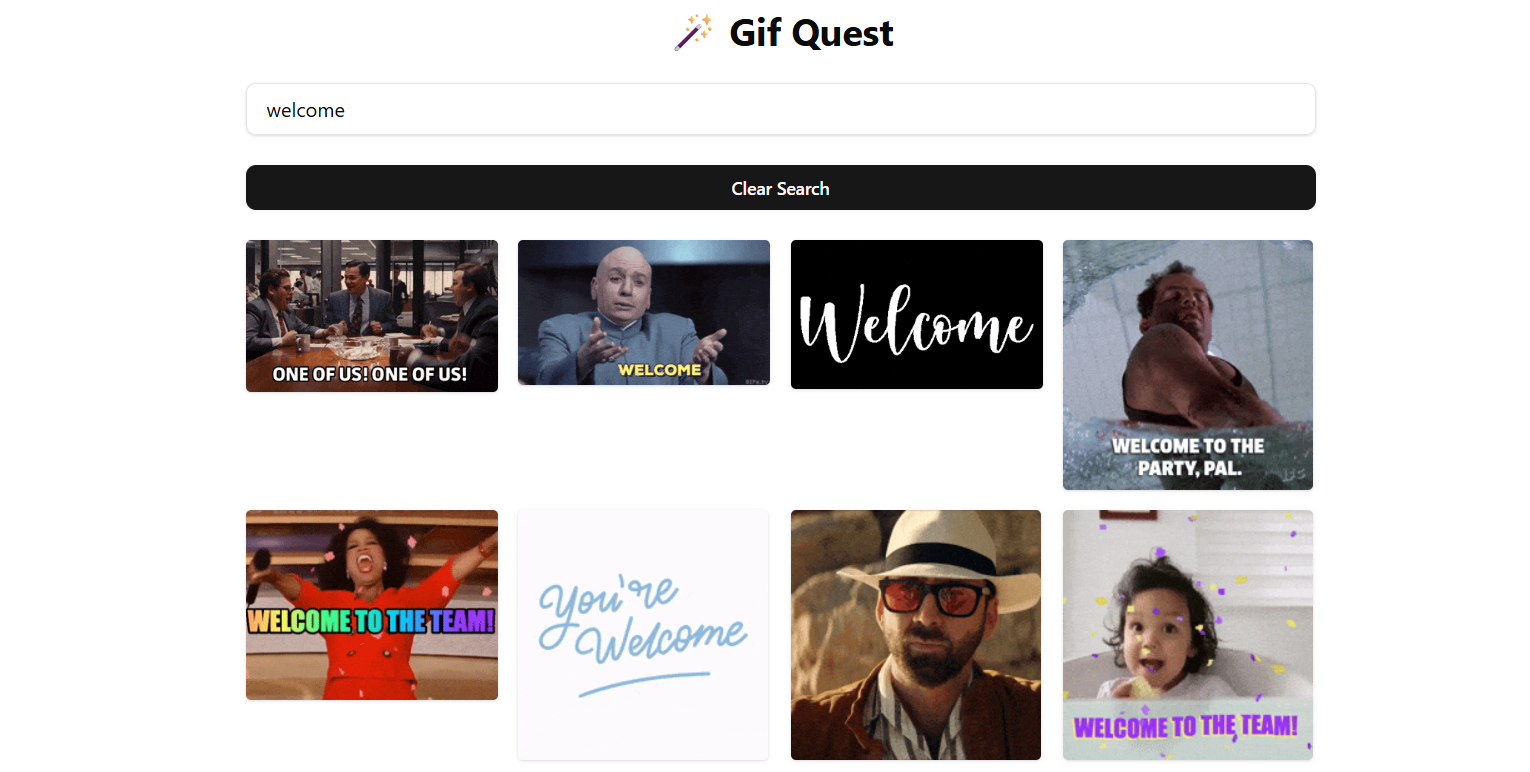 Gif Quest
welcome
Clear Search
ONE OF US! ONE OF US!
WELCOME
Welcome
WELCOME TO THE
PARTY, PAL.
WELCOME TO THE TEAM!
You're
Welcome
WELCOME TO THE TEAM!